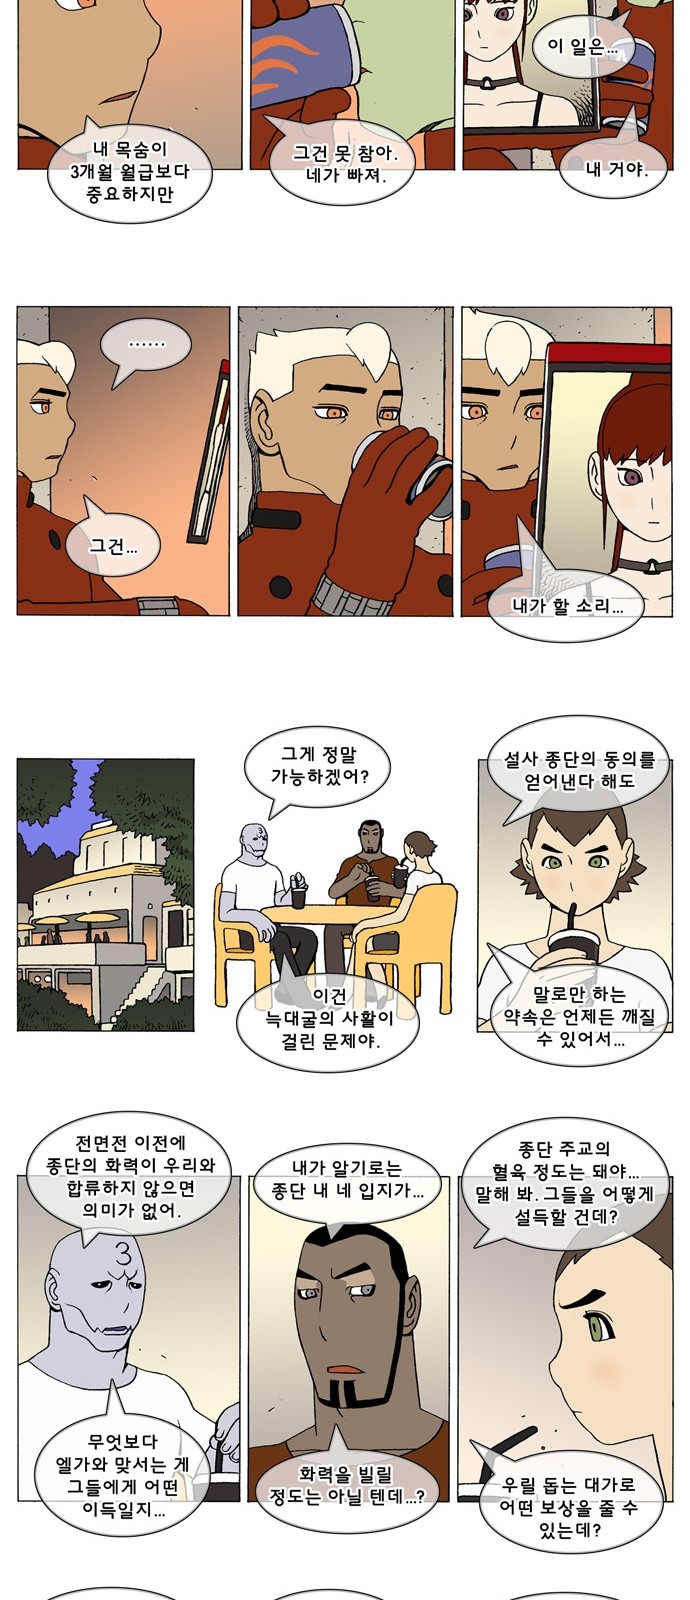 내 목숨이
3개월 월급보다
중요하지만
그건 못 참아.
네가 빠져.
이 일은...
내 거야.
······
그건...
내가 할 소리...
그게 정말
가능하겠어?
이건
늑대굴의 사활이
걸린 문제야.
설사 종단의 동의를
얻어낸다 해도
말로만 하는
약속은 언제든 깨질
수 있어서...
전면전 이전에
종단의 화력이 우리와
합류하지 않으면
의미가 없어.
3
무엇보다
엘가와 맞서는 게
그들에게 어떤
이득일지...
내가 알기로는
종단 내 네 입지가...
화력을 빌릴
정도는 아닐 텐데...?
종단 주교의
혈육 정도는 돼야...
말해 봐. 그들을 어떻게
설득할 건데?
우릴 돕는 대가로
어떤 보상을 줄 수
있는데?